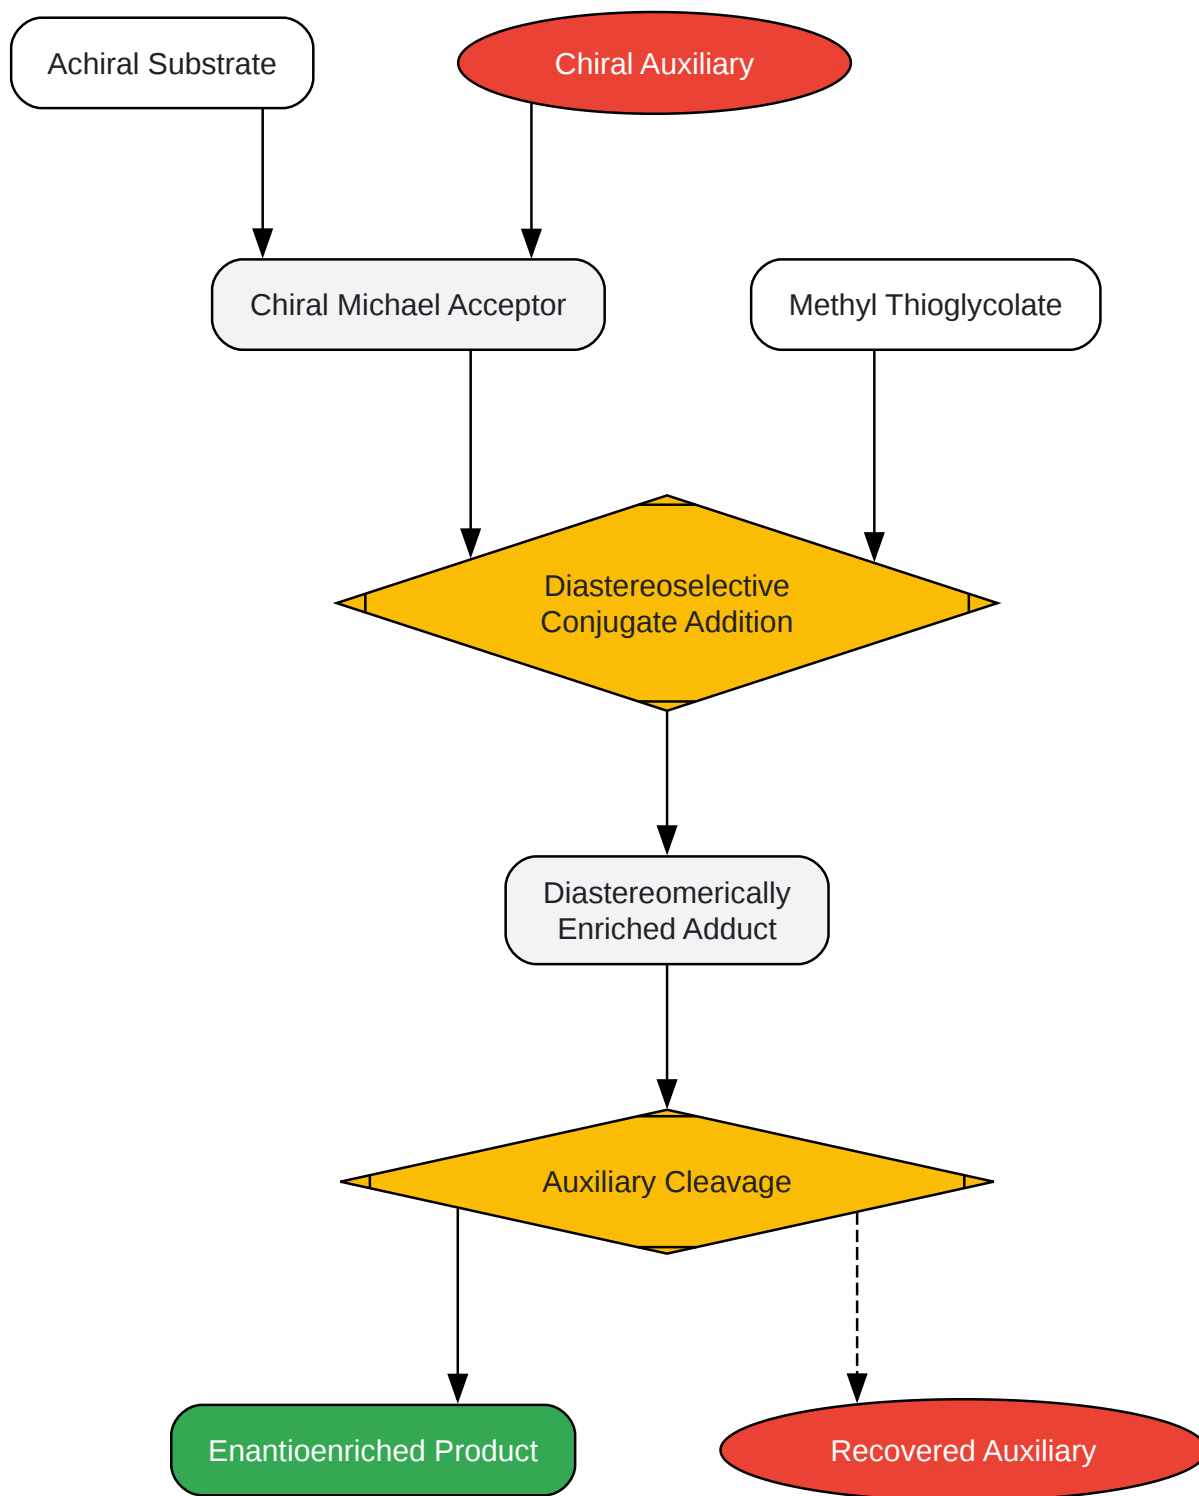 Achiral Substrate
Chiral Auxiliary
Chiral Michael Acceptor
Methyl Thioglycolate
Diastereoselective
Conjugate Addition
Diastereomerically
Enriched Adduct
Auxiliary Cleavage
Enantioenriched Product
Recovered Auxiliary